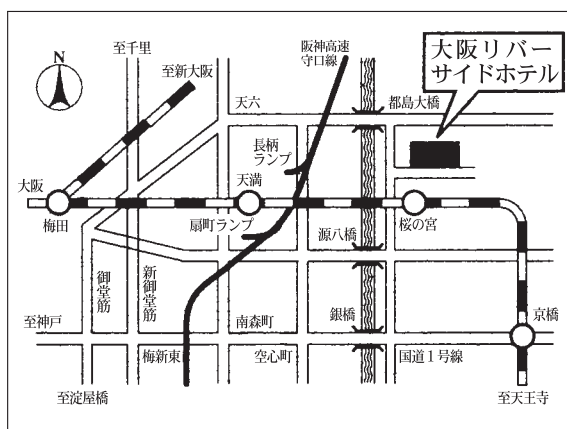 至千里
N
至新大阪
阪神高速
守口線
大阪リバー
サイドホテル
天六
都島大橋
長柄
ランプ
大阪
天満
梅田
扇町ランプ
源八橋
桜の宮
御堂筋
新御堂筋
至神戸
南森町
銀橋
京橋
梅新東
空心町
国道1号線
至淀屋橋
至天王寺